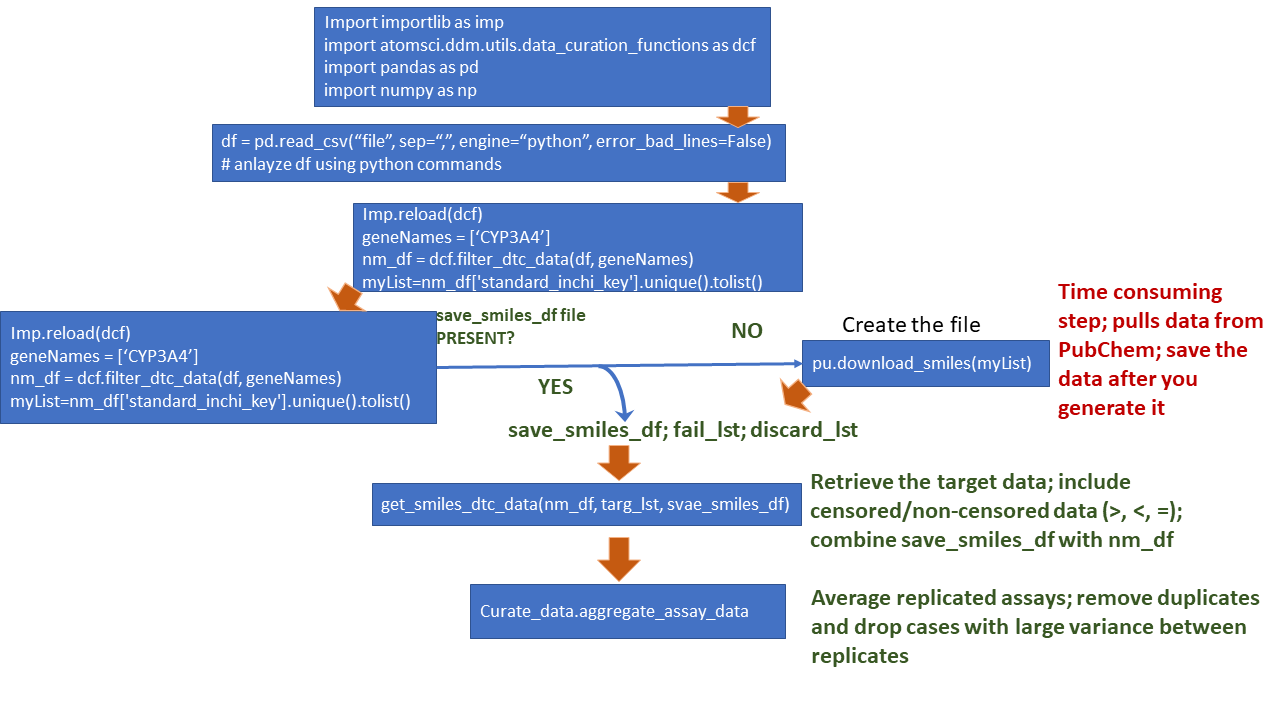 Import importlib as imp
import atomsci.ddm.utils.data_curation_functions as dcf
import pandas as pd
import numpy as np
df = pd.read_csv(“file”, sep=“,”, engine=“python”, error_bad_lines=False)
# anlayze df using python commands
Imp.reload(dcf)
geneNames = [‘CYP3A4’]
nm_df = dcf.filter_dtc_data(df, geneNames)
myList=nm_df['standard_inchi_key'].unique().tolist()
Imp.reload(dcf)
geneNames = [‘CYP3A4’]
nm_df = dcf.filter_dtc_data(df, geneNames)
myList=nm_df['standard_inchi_key'].unique().tolist()
save_smiles_df file
PRESENT?
NO
YES
Create the file
pu.download_smiles(myList)
Time consuming
step; pulls data from
PubChem; save the
data after you
generate it
save_smiles_df; fail_lst; discard_lst
get_smiles_dtc_data(nm_df, targ_lst, svae_smiles_df)
Retrieve the target data; include
censored/non-censored data (>, <, =);
combine save_smiles_df with nm_df
Curate_data.aggregate_assay_data
Average replicated assays; remove duplicates
and drop cases with large variance between
replicates